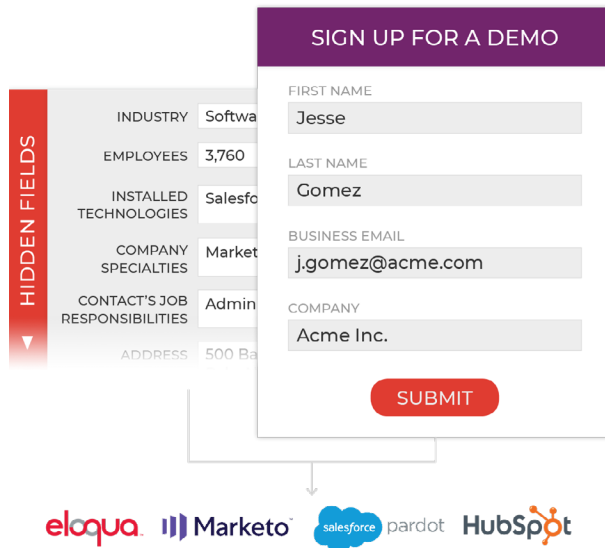 SIGN UP FOR A DEMO
FIRST NAME
Jesse
LAST NAME
Gomez
BUSINESS EMAIL
j.gomez@acme.com
COMPANY
Acme Inc.
SUBMIT
HIDDEN FIELDS
INDUSTRY Softwa
EMPLOYEES 3,760
INSTALLED
TECHNOLOGIES
Salesfo
COMPANY
SPECIALTIES
Market
CONTACT'S JOB
RESPONSIBILITIES
Admin
ADDRESS 500 Ba
eloqua. Marketo salesforce pardot HubSpot